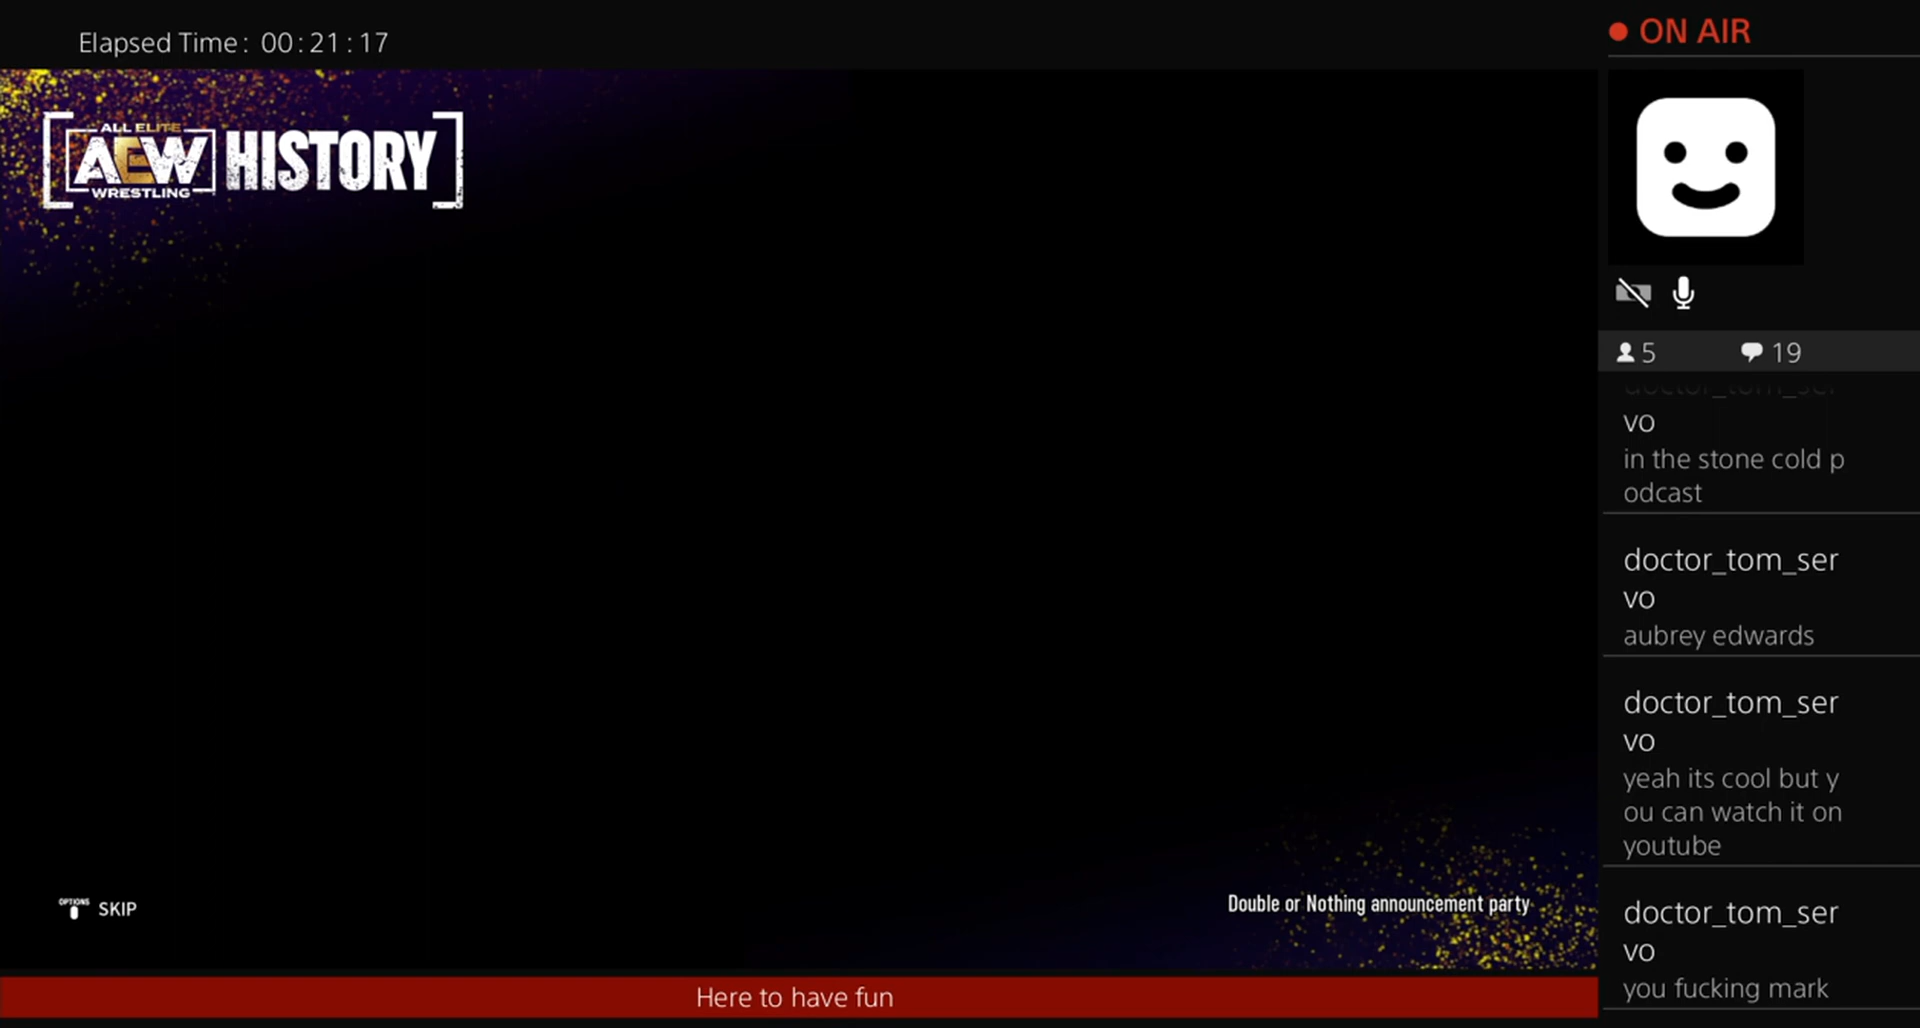 Elapsed Time: 00:21:17
ON AIR
ALL ELITE
AEW
WRESTLING
HISTORY
5
19
doctor_tom_ser
vo
in the stone cold p
odcast
doctor_tom_ser
vo
aubrey edwards
doctor_tom_ser
vo
yeah its cool but y
ou can watch it on
youtube
doctor_tom_ser
vo
you fucking mark
OPTIONS
SKIP
Double or Nothing announcement party
Here to have fun